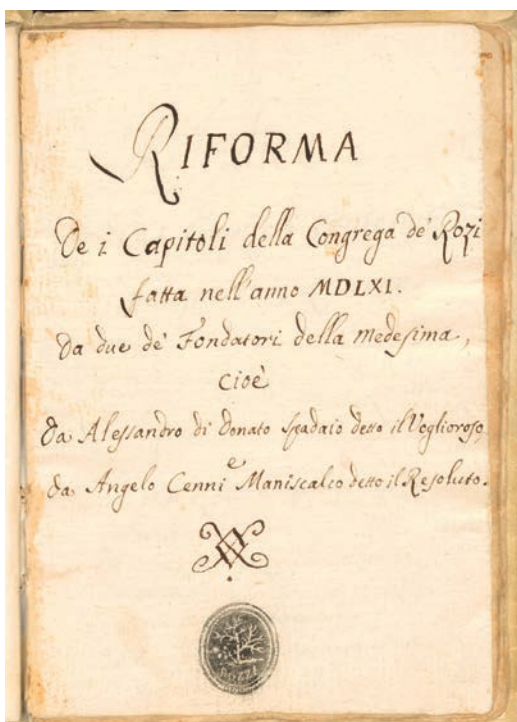 RIFORMA
De i Capitoli della Congrega de' Rozi
fatta nell'anno MDLXI.
Da due de' Fondatori della medesima,
cioè
Da Alessandro di Donato Spadaio detto il Voglioroso,
e
da Angelo Cenni Maniscalco detto il Resoluto.
ROZZI